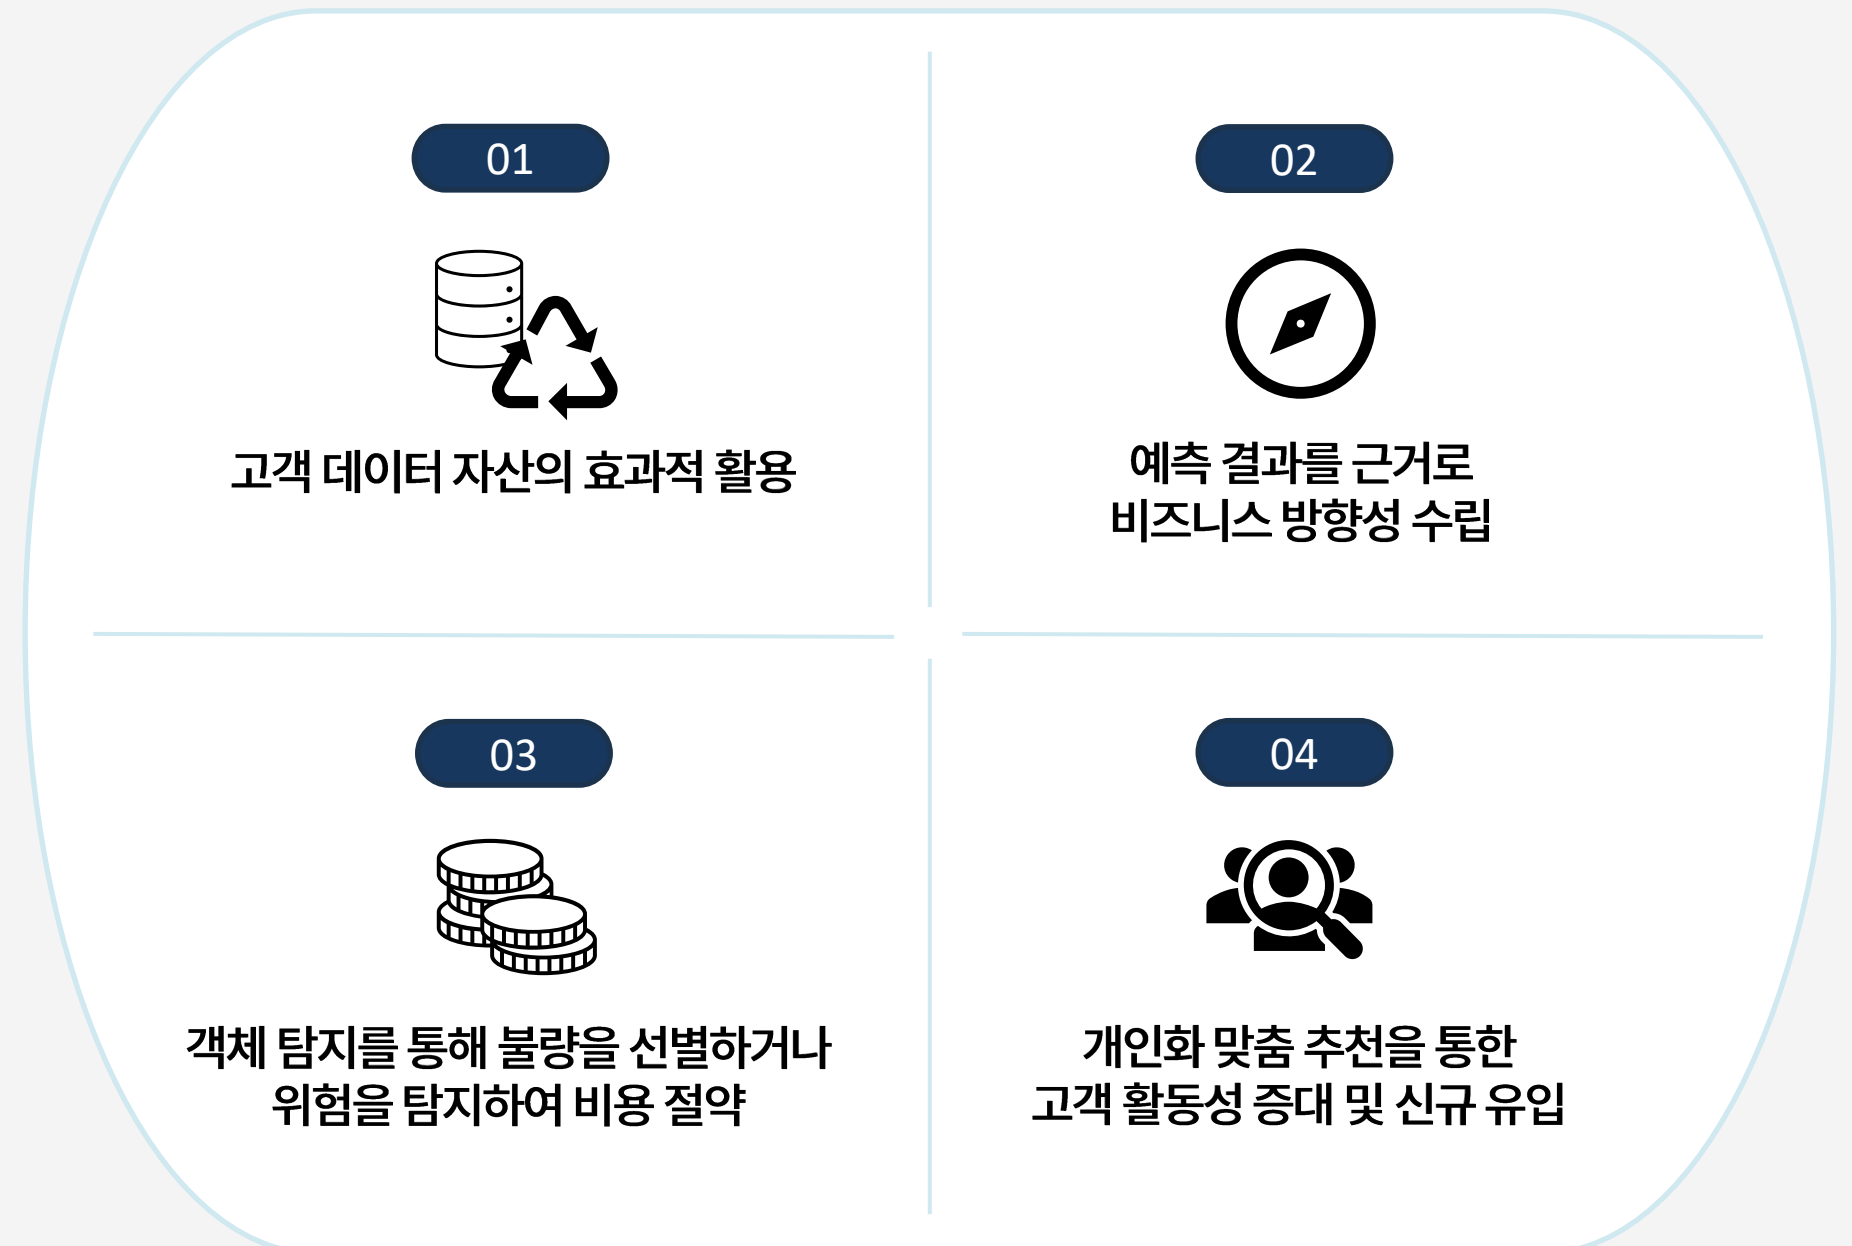 01
고객 데이터 자산의 효과적 활용
02
예측 결과를 근거로
비즈니스 방향성 수립
03
객체 탐지를 통해 불량을 선별하거나
위험을 탐지하여 비용 절약
04
개인화 맞춤 추천을 통한
고객 활동성 증대 및 신규 유입